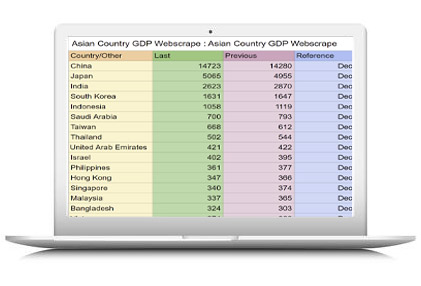 Asian Country GDP Webscrape : Asian Country GDP Webscrape
Country/Other Last Previous Reference
China 14723 14280 Dec
Japan 5065 4955 Dec
India 2623 2870 Dec
South Korea 1631 1647 Dec
Indonesia 1058 1119 Dec
Saudi Arabia 700 793 Dec
Taiwan 668 612 Dec
Thailand 502 544 Dec
United Arab Emirates 421 422 Dec
Israel 402 395 Dec
Philippines 361 377 Dec
Hong Kong 347 366 Dec
Singapore 340 374 Dec
Malaysia 337 365 Dec
Bangladesh 324 303 Dec